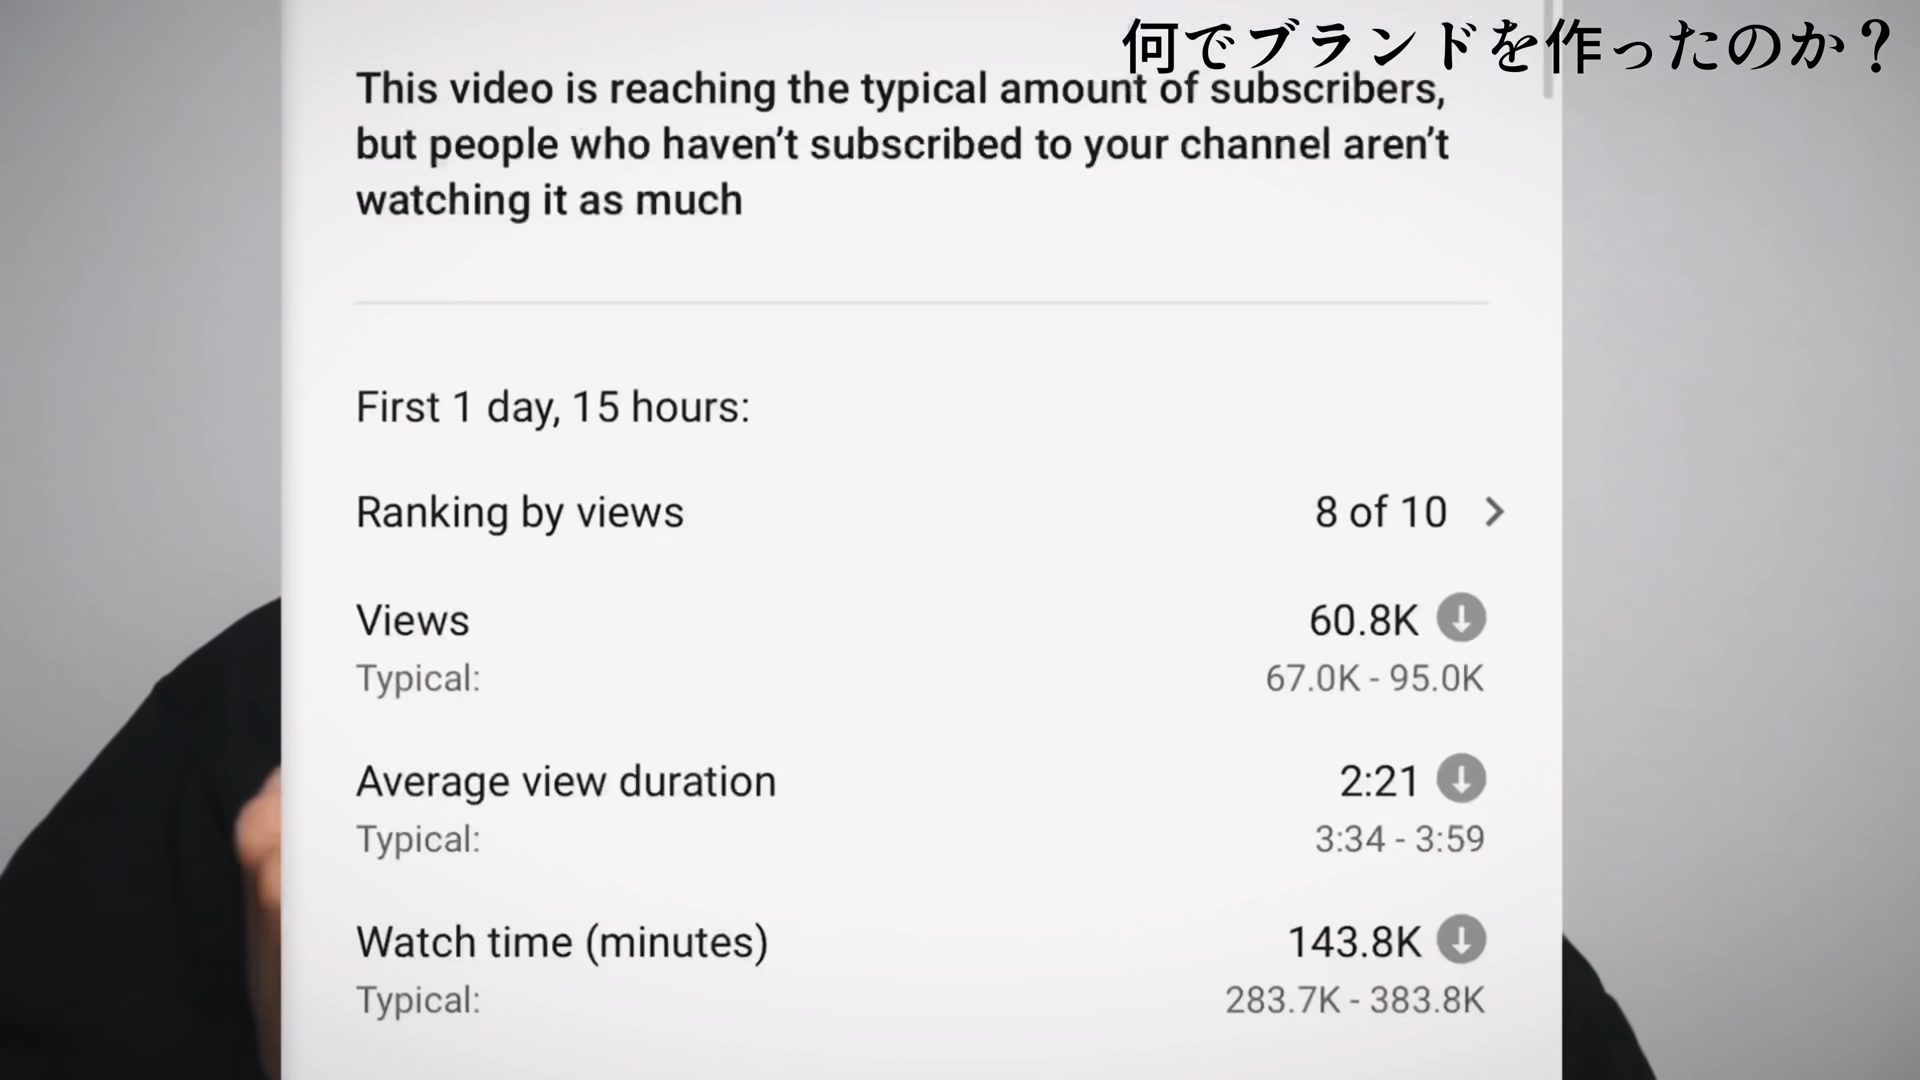 何でブランドを作ったのか？
This video is reaching the typical amount of subscribers,
but people who haven’t subscribed to your channel aren’t
watching it as much
First 1 day, 15 hours:
Ranking by views 8 of 10
Views 60.8K
Typical: 67.0K - 95.0K
Average view duration 2:21
Typical: 3:34 - 3:59
Watch time (minutes) 143.8K
Typical: 283.7K - 383.8K